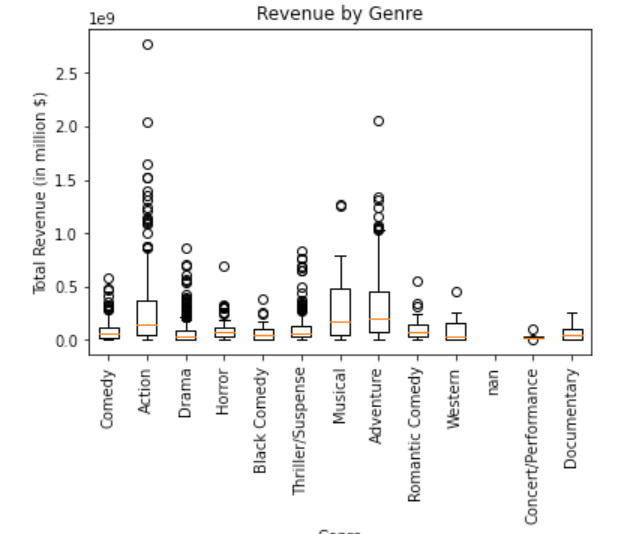 Revenue by Genre
1e9
Total Revenue (in million $)
2.5
2.0
1.5
1.0
0.5
0.0
Comedy
Action
Drama
Horror
Black Comedy
Thriller/Suspense
Musical
Adventure
Romantic Comedy
Western
nan
Concert/Performance
Documentary